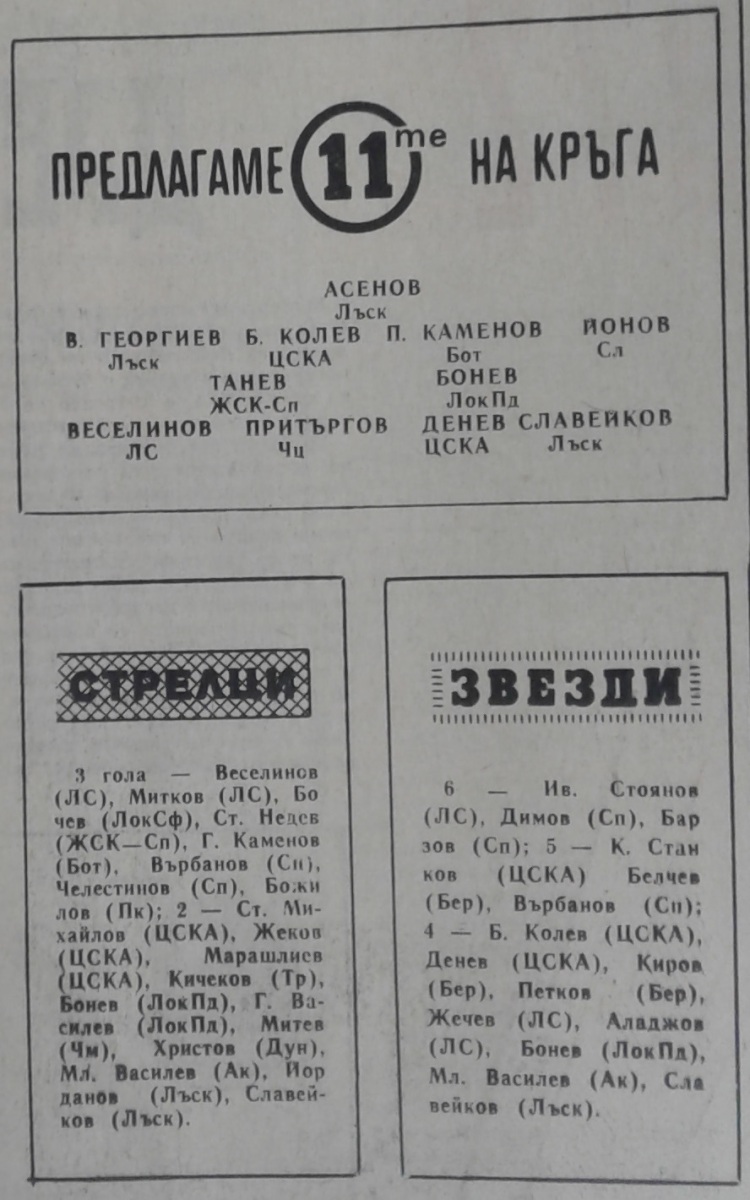 ПРЕДЛАГАМЕ 11те НА КРЪГА
АСЕНОВ
Лъск
В. ГЕОРГИЕВ Б. КОЛЕВ П. КАМЕНОВ ЙОНОВ
Лъск ЦСКА Бот Сл
ТАНЕВ БОНЕВ
ЖСК-Сп ЛокПд
ВЕСЕЛИНОВ ПРИТЪРГОВ ДЕНЕВ СЛАВЕЙКОВ
ЛС Чц ЦСКА Лъск
СТРЕЛЦИ
3 гола — Веселинов
(ЛС), Митков (ЛС), Бо
чев (ЛокСф), Ст. Недев
(ЖСК—Сп), Г. Каменов
(Бот), Върбанов (Сп),
Челестинов (Сп), Божи
лов (Пк); 2 — Ст. Ми-
хайлов (ЦСКА), Жеков
(ЦСКА), Марашлиев
(ЦСКА), Кичеков (Тр),
Бонев (ЛокПд), Г. Ва-
силев (ЛокПд), Митев
(Чм), Христов (Дун),
Мл. Василев (Ак), Йор
данов (Лъск), Славей-
ков (Лъск).
ЗВЕЗДИ
6 — Ив. Стоянов
(ЛС), Димов (Сп), Бар
зов (Сп); 5 — К. Стан
ков (ЦСКА) Белчев
(Бер), Върбанов (Сп);
4 — Б. Колев (ЦСКА),
Денев (ЦСКА), Киров
(Бер), Петков (Бер),
Жечев (ЛС), Аладжов
(ЛС), Бонев (ЛокПд),
Мл. Василев (Ак), Сла
вейков (Лъск).